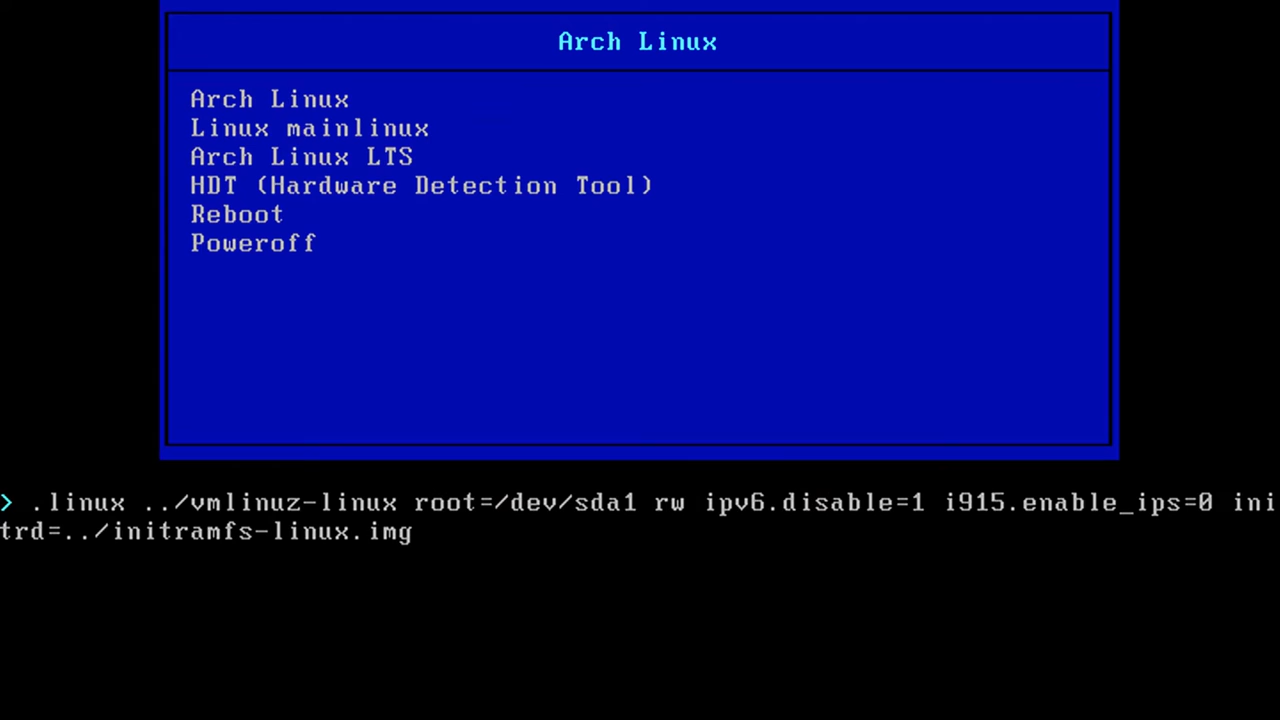 Arch Linux
Arch Linux
Linux mainlinux
Arch Linux LTS
HDT (Hardware Detection Tool)
Reboot
Poweroff
> .linux ../vmlinuz-linux root=/dev/sda1 rw ipv6.disable=1 i915.enable_ips=0 ini
trd=../initramfs-linux.img